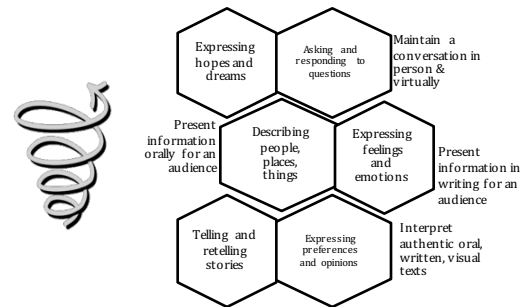 Expressing
hopes and
dreams
Asking and
responding to
questions
Maintain a
conversation in
person &
virtually
Present
information
orally for an
audience
Describing
people,
places,
things
Expressing
feelings
and
emotions
Present
information in
writing for an
audience
Telling and
retelling
stories
Expressing
preferences
and opinions
Interpret
authentic oral,
written, visual
texts